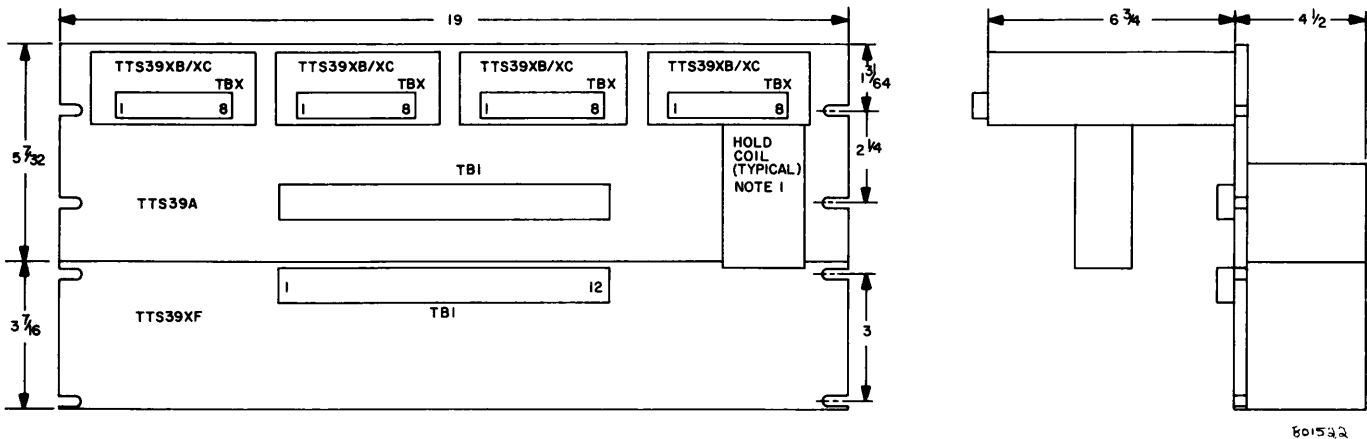 19
6 3/4
4 1/2
TTS39XB/XC
TBX
1 8
TTS39XB/XC
TBX
1 8
TTS39XB/XC
TBX
1 8
TTS39XB/XC
TBX
1 8
1 3/64
5 7/32
2 1/4
HOLD
COIL
(TYPICAL)
NOTE 1
TB1
TTS39A
1 12
TB1
TTS39XF
3 7/16
3
801522